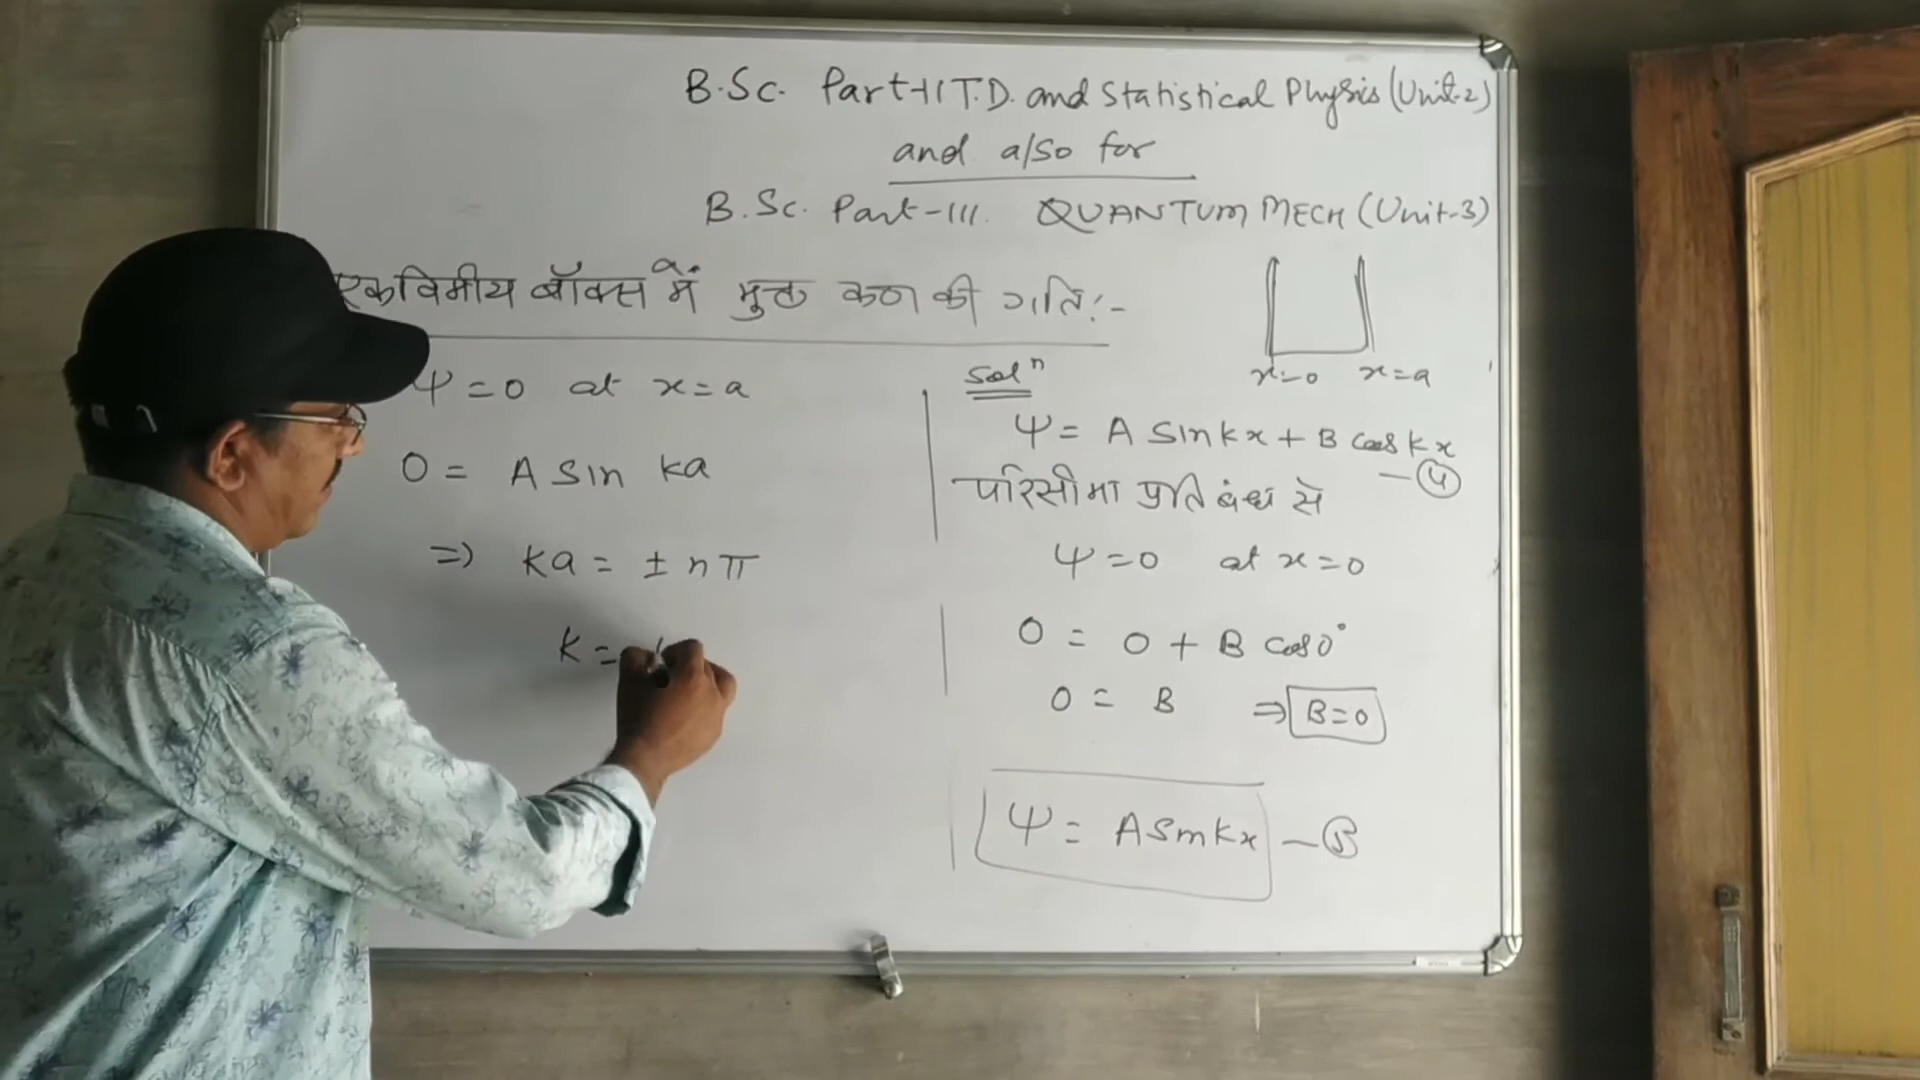 B.Sc. Part-II T.D. and Statistical Physics (Unit-2)
and also for
B.Sc. Part-III. QUANTUM MECH (Unit-3)
एकविमीय बॉक्स में मुक्त कण की गति:-
x=0 x=a
Solⁿ
Ψ = A Sin kx + B cos kx
-④
परिसीमा प्रतिबंध से
Ψ=0 at x=0
0 = 0 + B cos 0°
0 = B ⇒ B=0
Ψ = A Sin kx -⑤
Ψ=0 at x=a
0 = A Sin ka
⇒ ka = ± nπ
k =